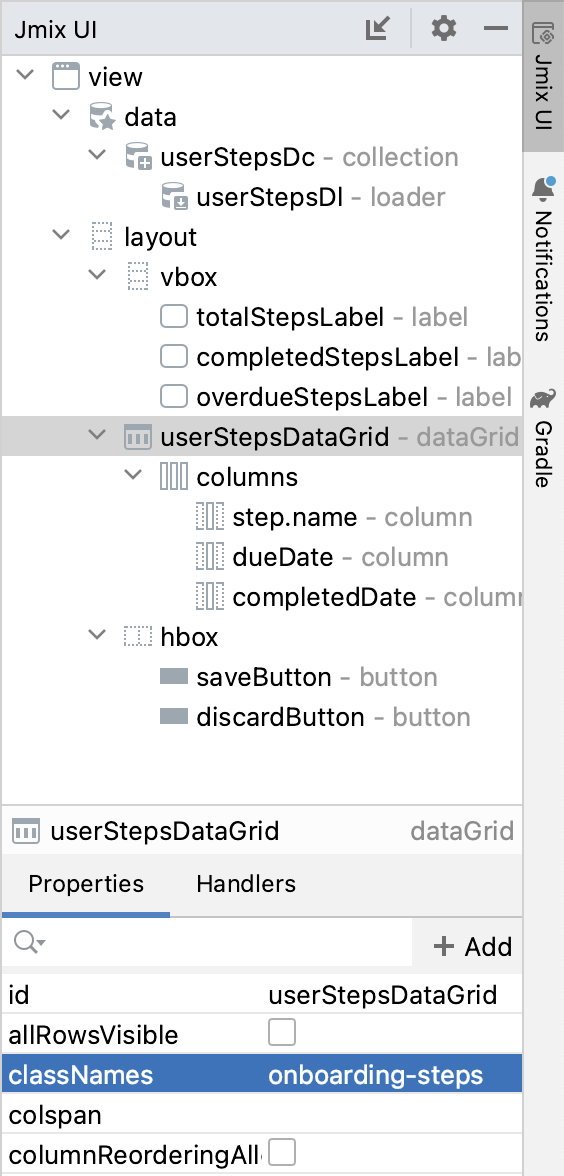 Jmix UI
view
data
userStepsDc - collection
userStepsDl - loader
layout
vbox
totalStepsLabel - label
completedStepsLabel - lab
overdueStepsLabel - label
userStepsDataGrid - dataGrid
columns
step.name - column
dueDate - column
completedDate - column
hbox
saveButton - button
discardButton - button
userStepsDataGrid dataGrid
Properties Handlers
+ Add
id userStepsDataGrid
allRowsVisible
classNames onboarding-steps
colspan
columnReorderingAll
Jmix UI
Notifications
Gradle